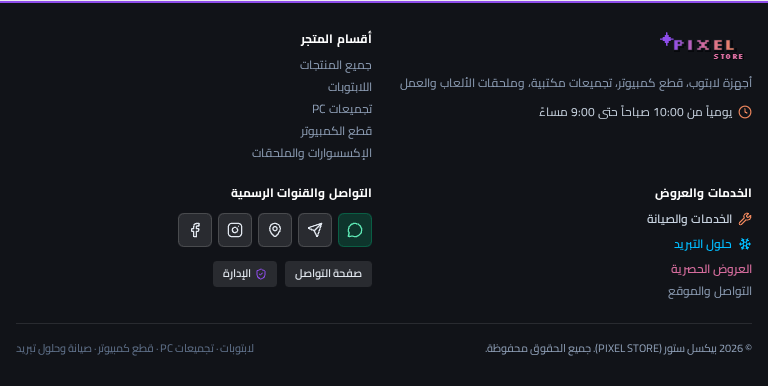 PIXEL
STORE
أجهزة لابتوب، قطع كمبيوتر، تجميعات مكتبية، وملحقات الألعاب والعمل
يومياً من 10:00 صباحاً حتى 9:00 مساءً
أقسام المتجر
جميع المنتجات
اللابتوبات
تجميعات PC
قطع الكمبيوتر
الإكسسوارات والملحقات
الخدمات والعروض
الخدمات والصيانة
حلول التبريد
العروض الحصرية
التواصل والموقع
التواصل والقنوات الرسمية
صفحة التواصل
الإدارة
© 2026 بيكسل ستور (PIXEL STORE). جميع الحقوق محفوظة.
لابتوبات · تجميعات PC · قطع كمبيوتر · صيانة وحلول تبريد